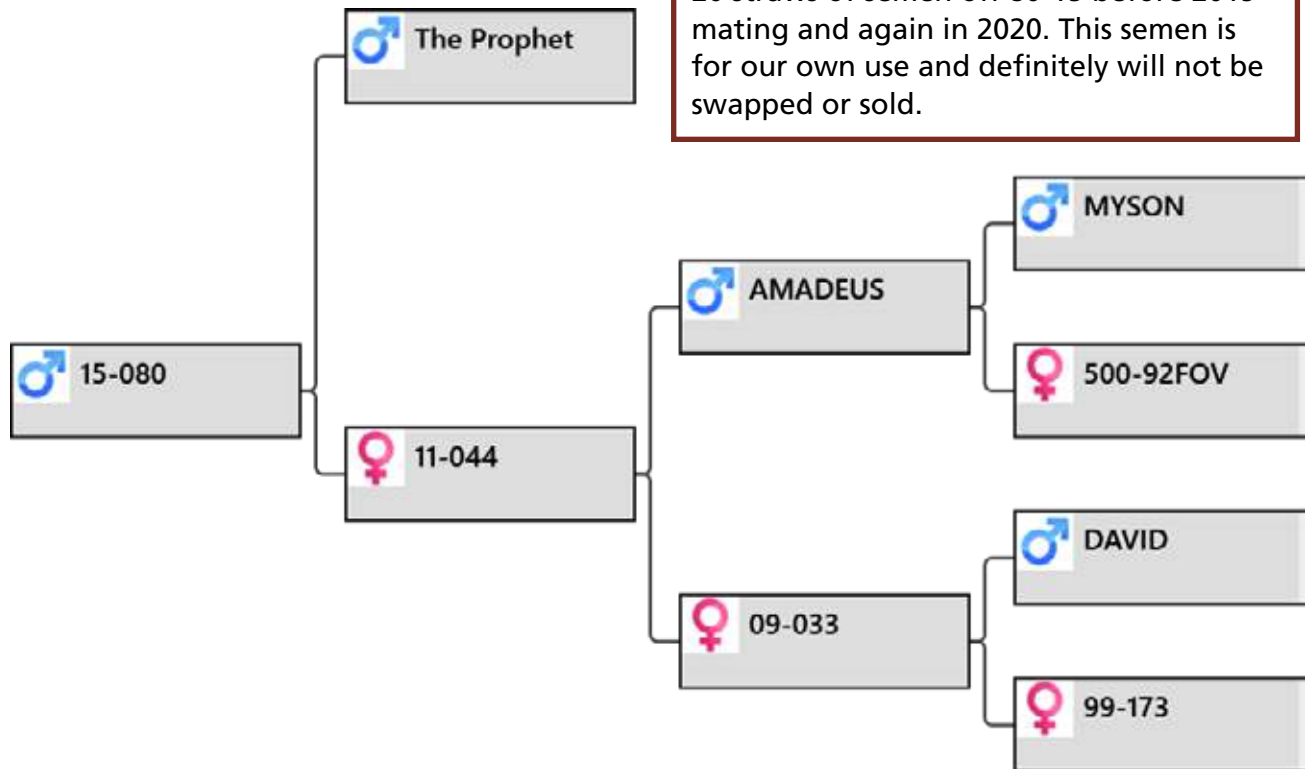 mating and again in 2020. This semen is
for our own use and definitely will not be
swapped or sold.
The Prophet
MYSON
AMADEUS
500-92FOV
15-080
11-044
DAVID
09-033
99-173